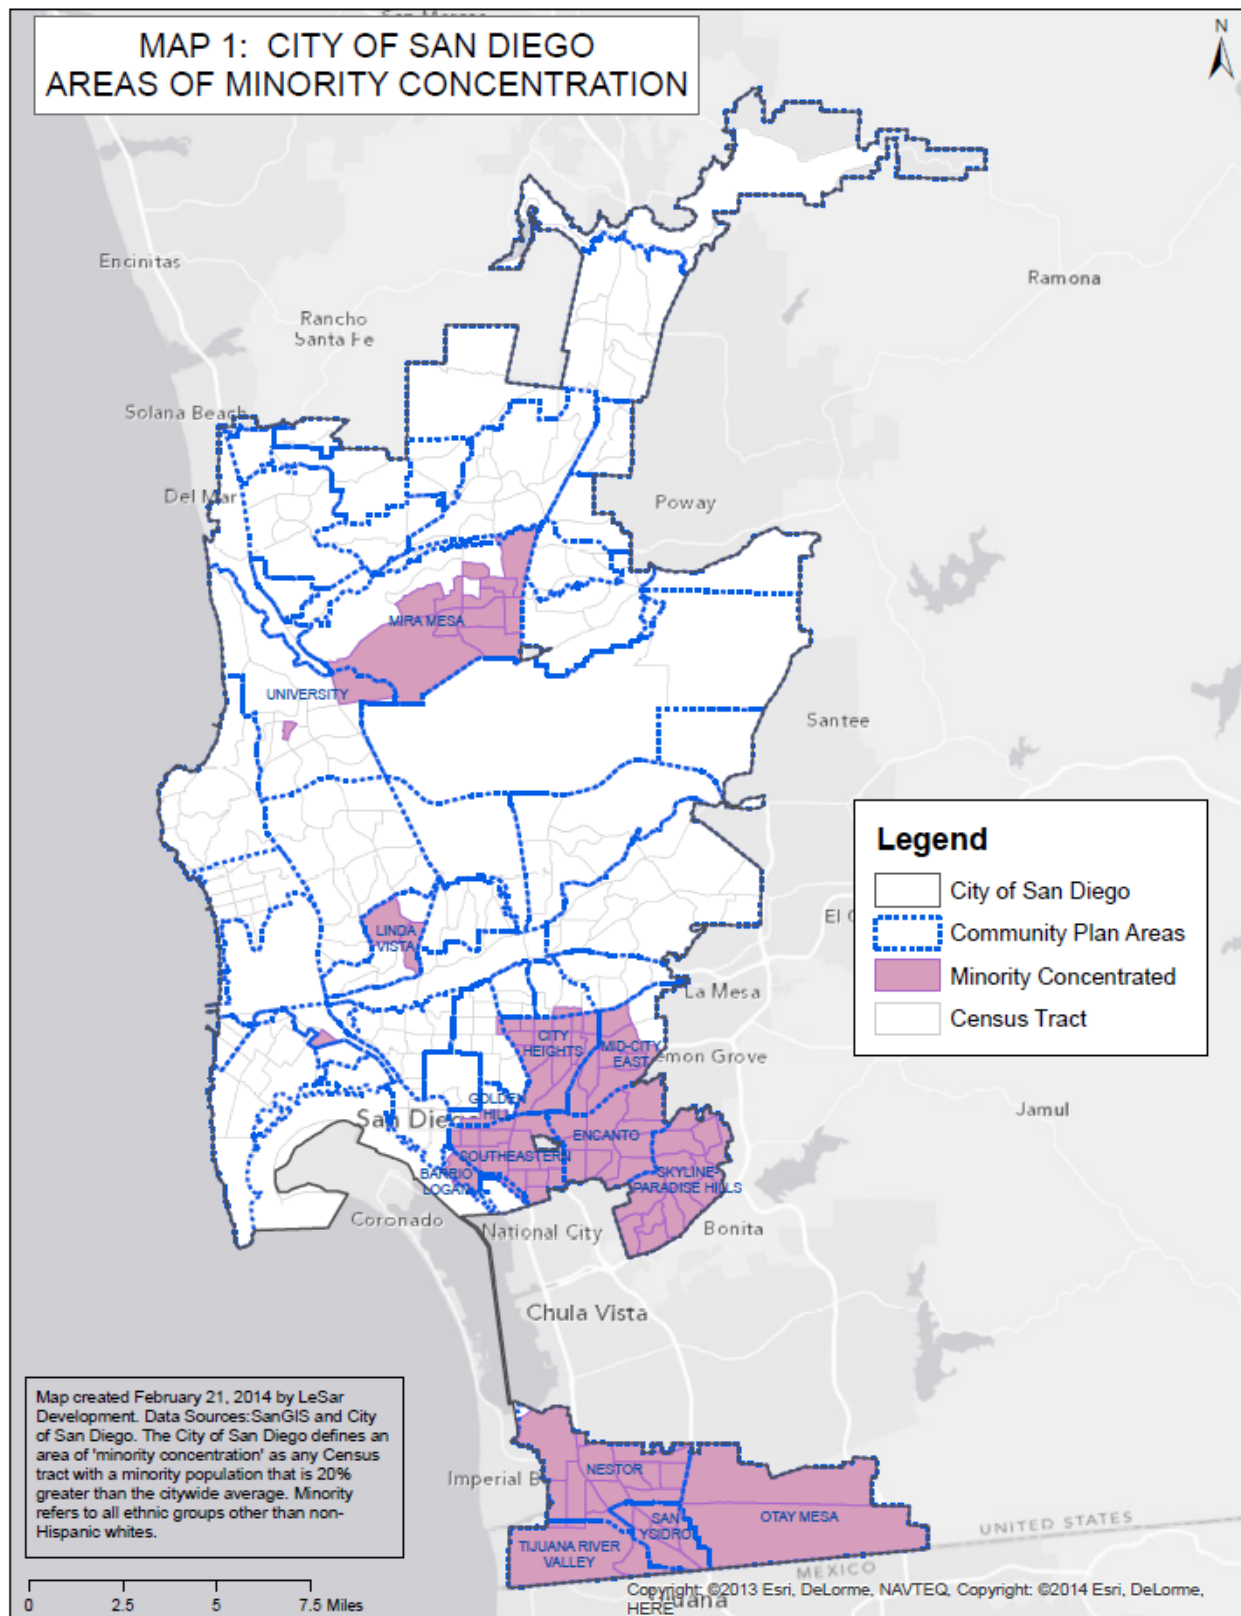 MAP 1: CITY OF SAN DIEGO
AREAS OF MINORITY CONCENTRATION
N
Encinitas
Ramona
Rancho
Santa Fe
Solana Beach
Del Mar
Poway
MIRA MESA
UNIVERSITY
Santee
Legend
City of San Diego
Community Plan Areas
Minority Concentrated
Census Tract
El C
LINDA
VISTA
La Mesa
CITY
HEIGHTS
MID-CITY
EAST
emon Grove
GOLDEN
HILL
San Dieg
Jamul
ENCANTO
SOUTHEASTERN
BARRIO
LOGAN
SKYLINE-
PARADISE HILLS
Coronado
National City
Bonita
Chula Vista
Map created February 21, 2014 by LeSar
Development. Data Sources:SanGIS and City
of San Diego. The City of San Diego defines an
area of 'minority concentration' as any Census
tract with a minority population that is 20%
greater than the citywide average. Minority
refers to all ethnic groups other than non-
Hispanic whites.
Imperial B
NESTOR
SAN
YSIDRO
OTAY MESA
TIJUANA RIVER
VALLEY
UNITED STATES
MEXICO
Copyright: ©2013 Esri, DeLorme, NAVTEQ, Copyright: ©2014 Esri, DeLorme,
HERE
uana
0 2.5 5 7.5 Miles